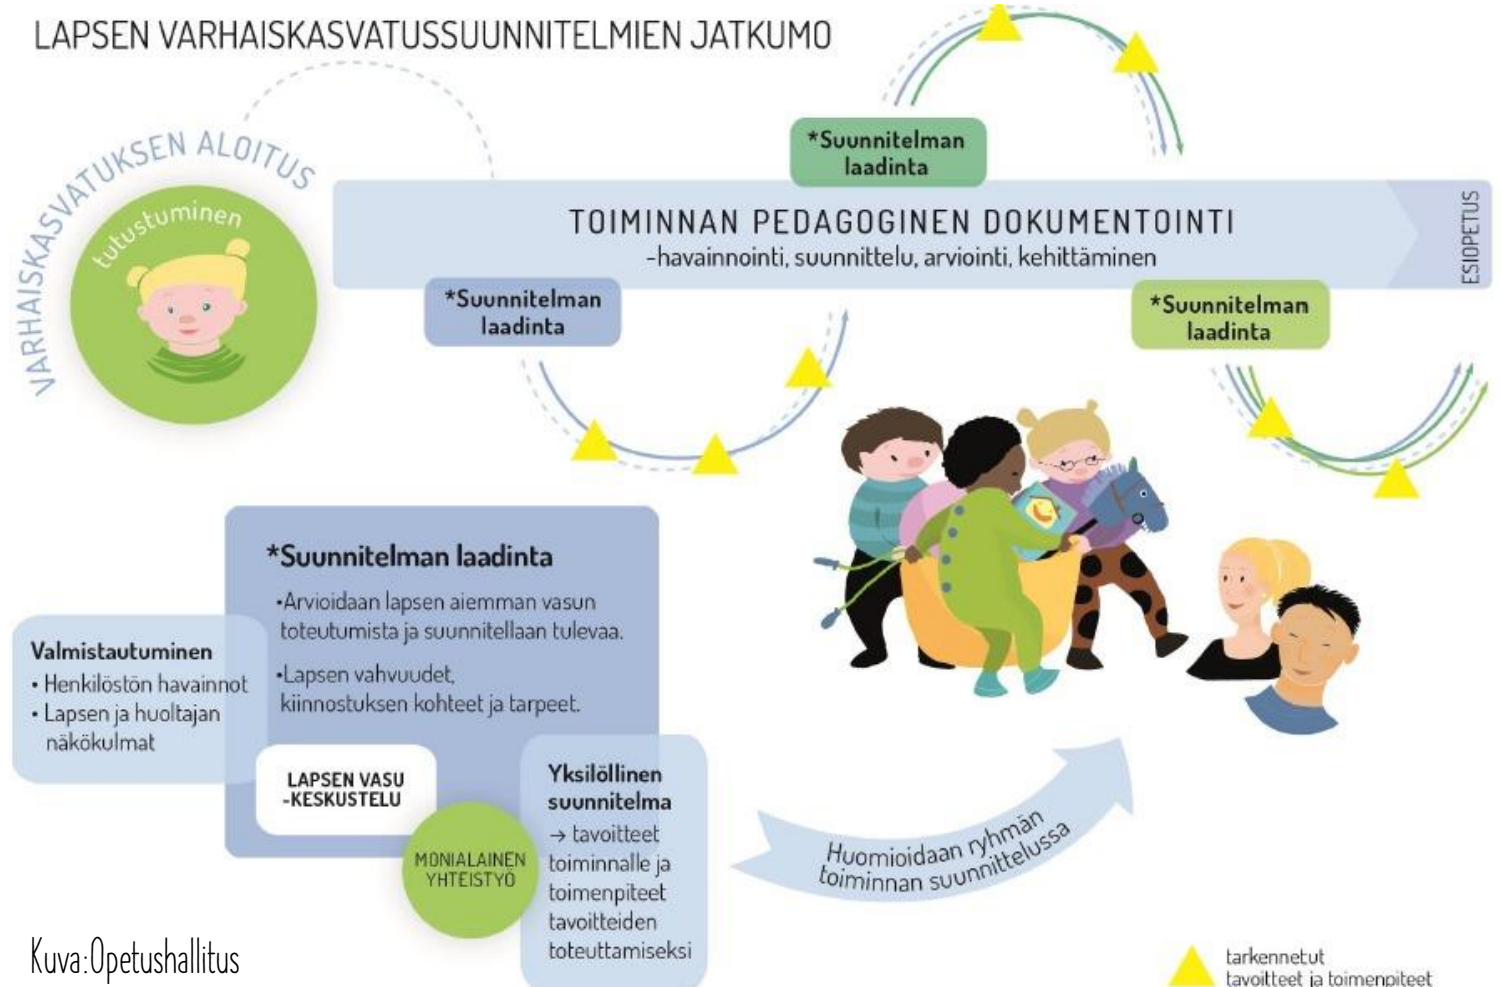 LAPSEN VARHAISKASVATUSSUUNNITELMIEN JATKUMO
VARHAISKASVATUKSEN ALOITUS
tutustuminen
*Suunnitelman
laadinta
TOIMINNAN PEDAGOGINEN DOKUMENTOINTI
-havainnointi, suunnittelu, arviointi, kehittäminen
ESIOPETUS
*Suunnitelman
laadinta
*Suunnitelman
laadinta
*Suunnitelman laadinta
•Arvioidaan lapsen aiemman vasun
toteutumista ja suunnitellaan tulevaa.
•Lapsen vahvuudet,
kiinnostuksen kohteet ja tarpeet.
Valmistautuminen
• Henkilöstön havainnot
• Lapsen ja huoltajan
näkökulmat
LAPSEN VASU
-KESKUSTELU
MONIALAINEN
YHTEISTYÖ
Yksilöllinen
suunnitelma
→ tavoitteet
toiminnalle ja
toimenpiteet
tavoitteiden
toteuttamiseksi
Huomioidaan ryhmän
toiminnan suunnittelussa
Kuva:Opetushallitus
tarkennetut
tavoitteet ja toimenpiteet